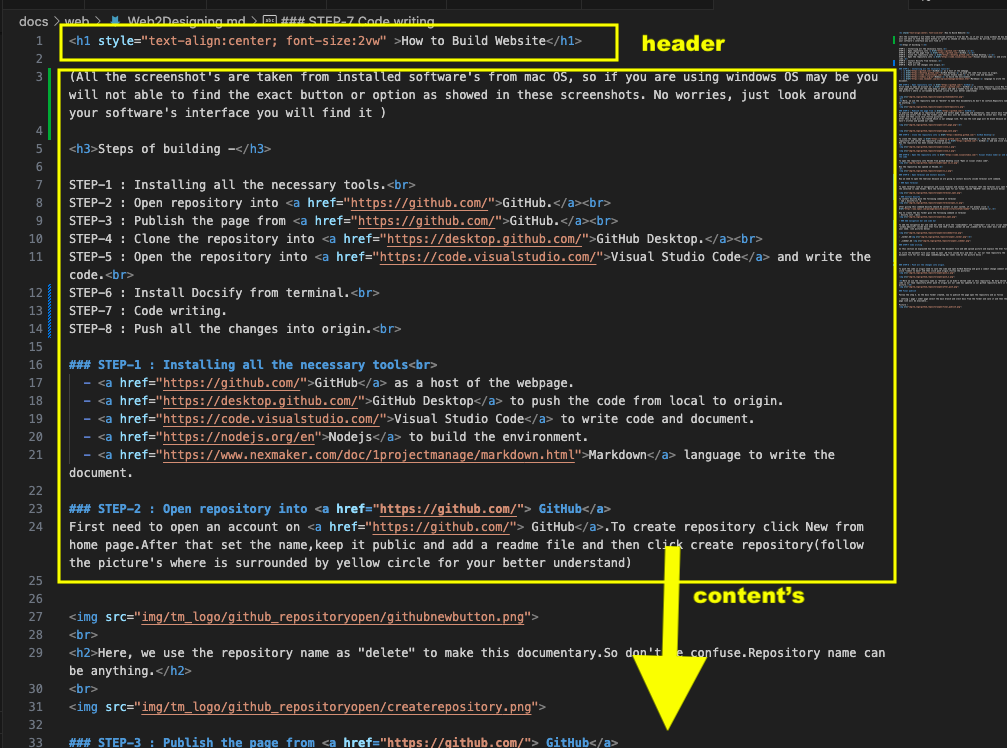 docs > web > Web2Designing.md > abc ### STEP-7 Code writing
1 <h1 style="text-align:center; font-size:2vw" >How to Build Website</h1>
header
2
3 (All the screenshot's are taken from installed software's from mac OS, so if you are using windows OS may be you
will not able to find the exact button or option as showed in these screenshots. No worries, just look around
your software's interface you will find it )
4
5 <h3>Steps of building —</h3>
6
7 STEP-1 : Installing all the necessary tools.<br>
8 STEP-2 : Open repository into <a href="https://github.com/">GitHub.</a><br>
9 STEP-3 : Publish the page from <a href="https://github.com/">GitHub.</a><br>
10 STEP-4 : Clone the repository into <a href="https://desktop.github.com/">GitHub Desktop.</a><br>
11 STEP-5 : Open the repository into <a href="https://code.visualstudio.com/">Visual Studio Code</a> and write the
code.<br>
12 STEP-6 : Install Docsify from terminal.<br>
13 STEP-7 : Code writing.
14 STEP-8 : Push all the changes into origin.<br>
15
16 ### STEP-1 : Installing all the necessary tools<br>
17 - <a href="https://github.com/">GitHub</a> as a host of the webpage.
18 - <a href="https://desktop.github.com/">GitHub Desktop</a> to push the code from local to origin.
19 - <a href="https://code.visualstudio.com/">Visual Studio Code</a> to write code and document.
20 - <a href="https://nodejs.org/en">Nodejs</a> to build the environment.
21 - <a href="https://www.nexmaker.com/doc/1projectmanage/markdown.html">Markdown</a> language to write the
document.
22
23 ### STEP-2 : Open repository into <a href="https://github.com/"> GitHub</a>
24 First need to open an account on <a href="https://github.com/"> GitHub</a>.To create repository click New from
home page.After that set the name,keep it public and add a readme file and then click create repository(follow
the picture's where is surrounded by yellow circle for your better understand)
25
content's
26
27 <img src="img/tm_logo/github_repositoryopen/githubnewbutton.png">
28 <br>
29 <h2>Here, we use the repository name as "delete" to make this documentary.So don't be confuse.Repository name can
be anything.</h2>
30 <br>
31 <img src="img/tm_logo/github_repositoryopen/createrepository.png">
32
33 ### STEP-3 : Publish the page from <a href="https://github.com/"> GitHub</a>